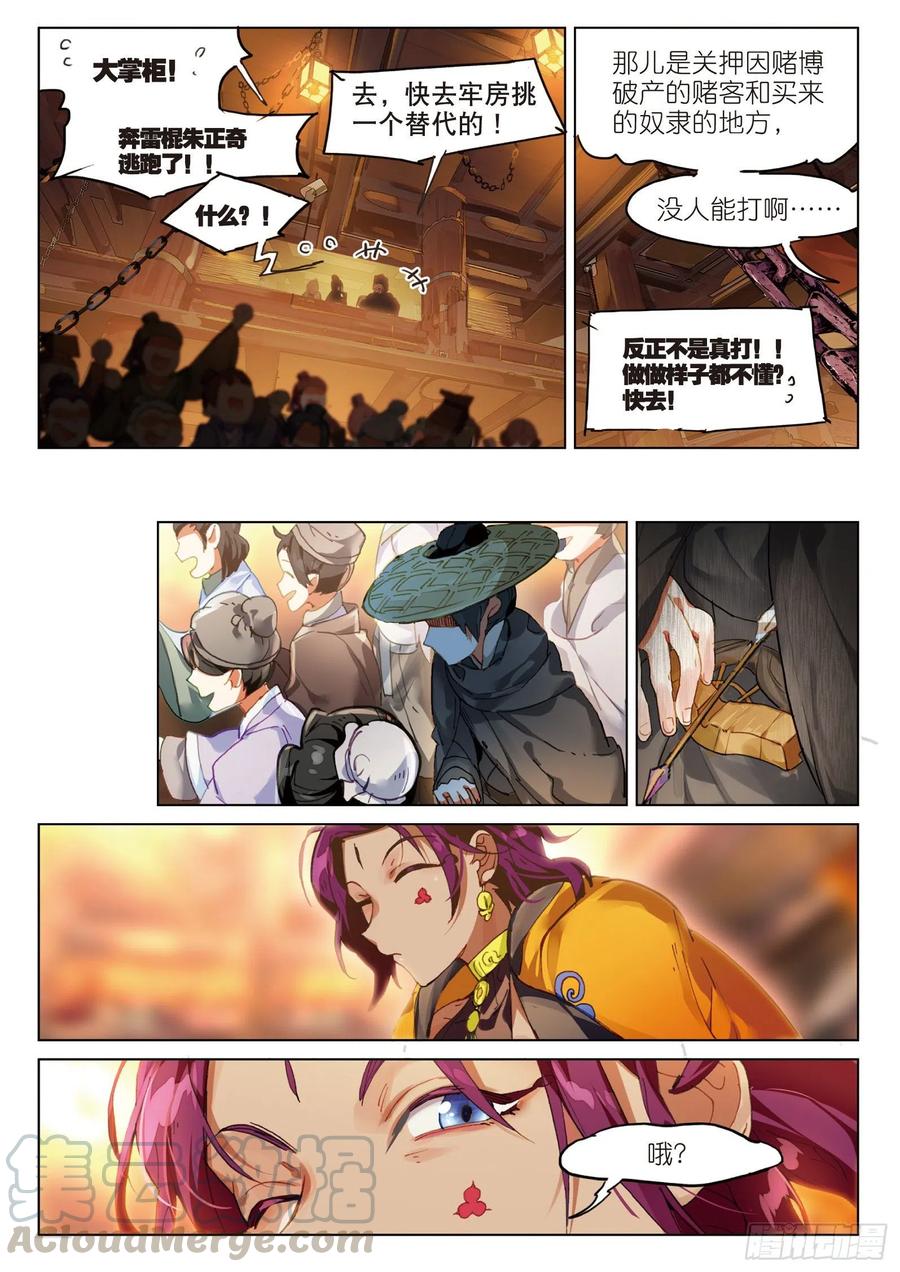 大掌柜!
奔雷棍朱正奇
逃跑了!!
什么?!
去，快去牢房挑
一个替代的!
那儿是关押因赌博
破产的赌客和买来
的奴隶的地方，
没人能打啊……
反正不是真打!!
做做样子都不懂?
快去!
哦?
集云数据
AcloudMerge.com
腾讯动漫